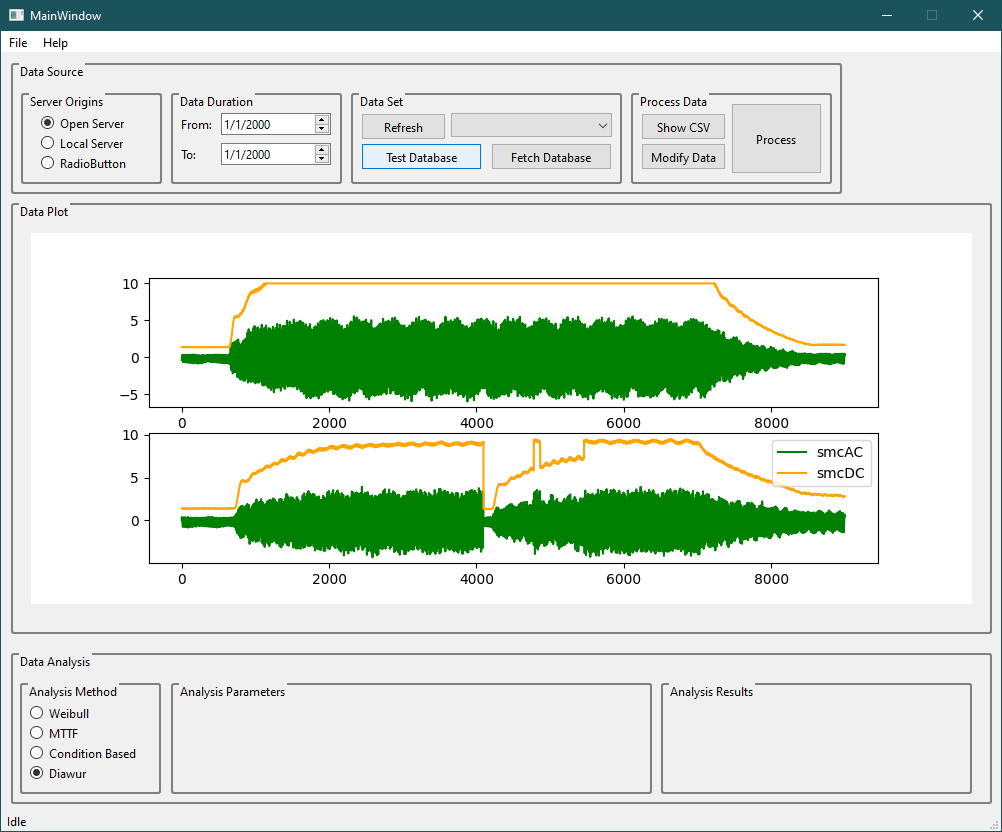 MainWindow
File Help
Data Source
Server Origins
Open Server
Local Server
RadioButton
Data Duration
From: 1/1/2000
To: 1/1/2000
Data Set
Refresh
Test Database Fetch Database
Process Data
Show CSV
Modify Data
Process
Data Plot
10
5
0
−5
0 2000 4000 6000 8000
10
5
0
0 2000 4000 6000 8000
smcAC
smcDC
Data Analysis
Analysis Method
Weibull
MTTF
Condition Based
Diawur
Analysis Parameters
Analysis Results
Idle